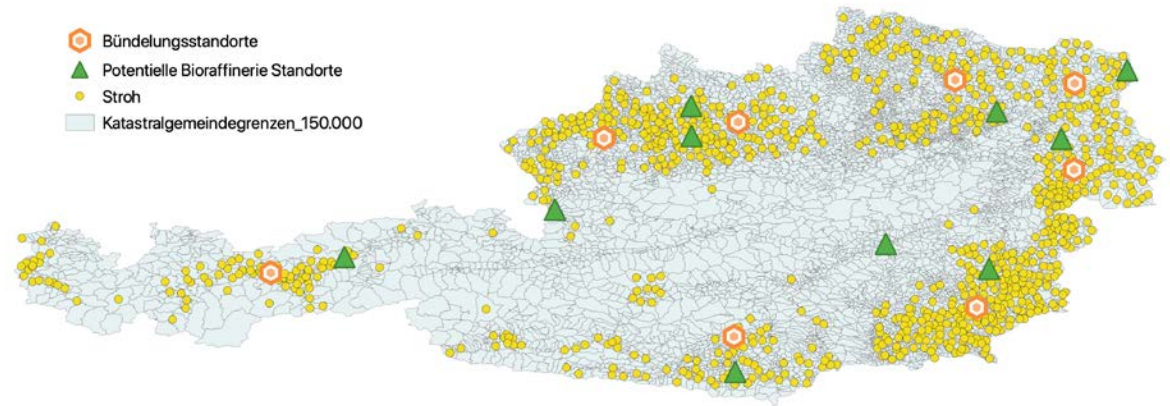 Bündelungsstandorte
Potentielle Bioraffinerie Standorte
Stroh
Katastralgemeindegrenzen_150.000